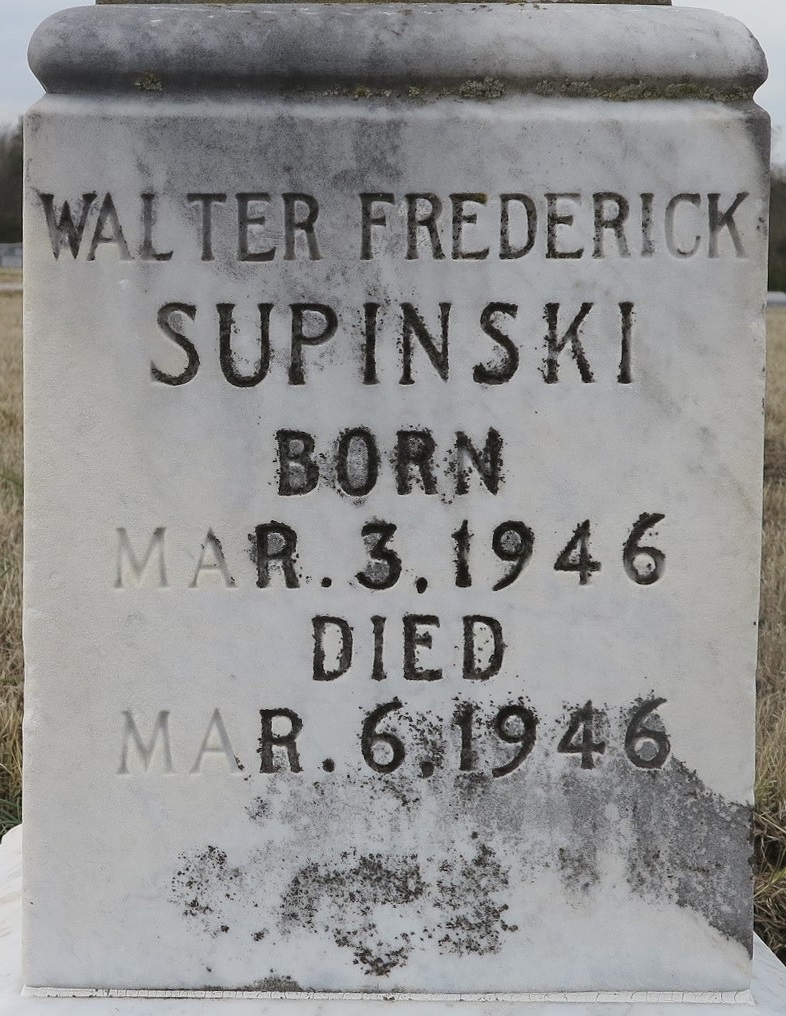 WALTER FREDERICK
SUPINSKI
BORN
MAR. 3, 1946
DIED
MAR. 6, 1946